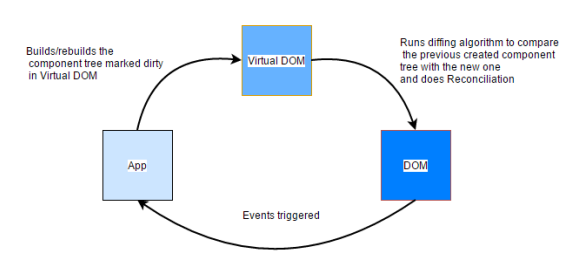 Builds/rebuilds the
component tree marked dirty
in Virtual DOM
Virtual DOM
Runs diffing algorithm to compare
the previous created component
tree with the new one
and does Reconciliation
App
DOM
Events triggered